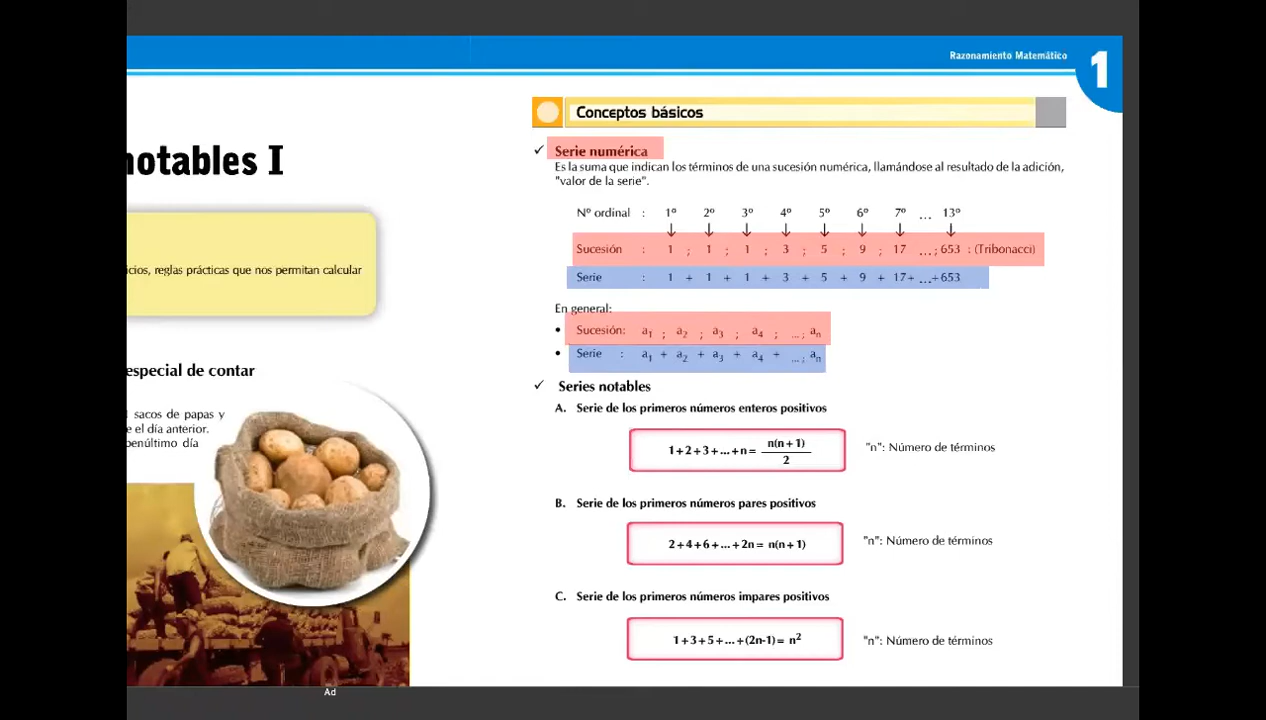 Razonamiento Matemático
1
notables I
icios, reglas prácticas que nos permitan calcular
especial de contar
sacos de papas y
e el día anterior.
penúltimo día
Ad
Conceptos básicos
✓ Serie numérica
Es la suma que indican los términos de una sucesión numérica, llamándose al resultado de la adición,
"valor de la serie".
Nº ordinal : 1º 2º 3º 4º 5º 6º 7º ... 13º
↓ ↓ ↓ ↓ ↓ ↓ ↓ ↓
Sucesión : 1 ; 1 ; 1 ; 3 ; 5 ; 9 ; 17 ...; 653 : (Tribonacci)
Serie : 1 + 1 + 1 + 3 + 5 + 9 + 17+ ...+653
En general:
• Sucesión: a₁ ; a₂ ; a₃ ; a₄ ; ...; aₙ
• Serie : a₁ + a₂ + a₃ + a₄ + ...; aₙ
✓ Series notables
A. Serie de los primeros números enteros positivos
1+2+3+...+n= n(n+1)
2
"n": Número de términos
B. Serie de los primeros números pares positivos
2+4+6+...+2n= n(n+1)
"n": Número de términos
C. Serie de los primeros números impares positivos
1+3+5+...+(2n-1)= n²
"n": Número de términos